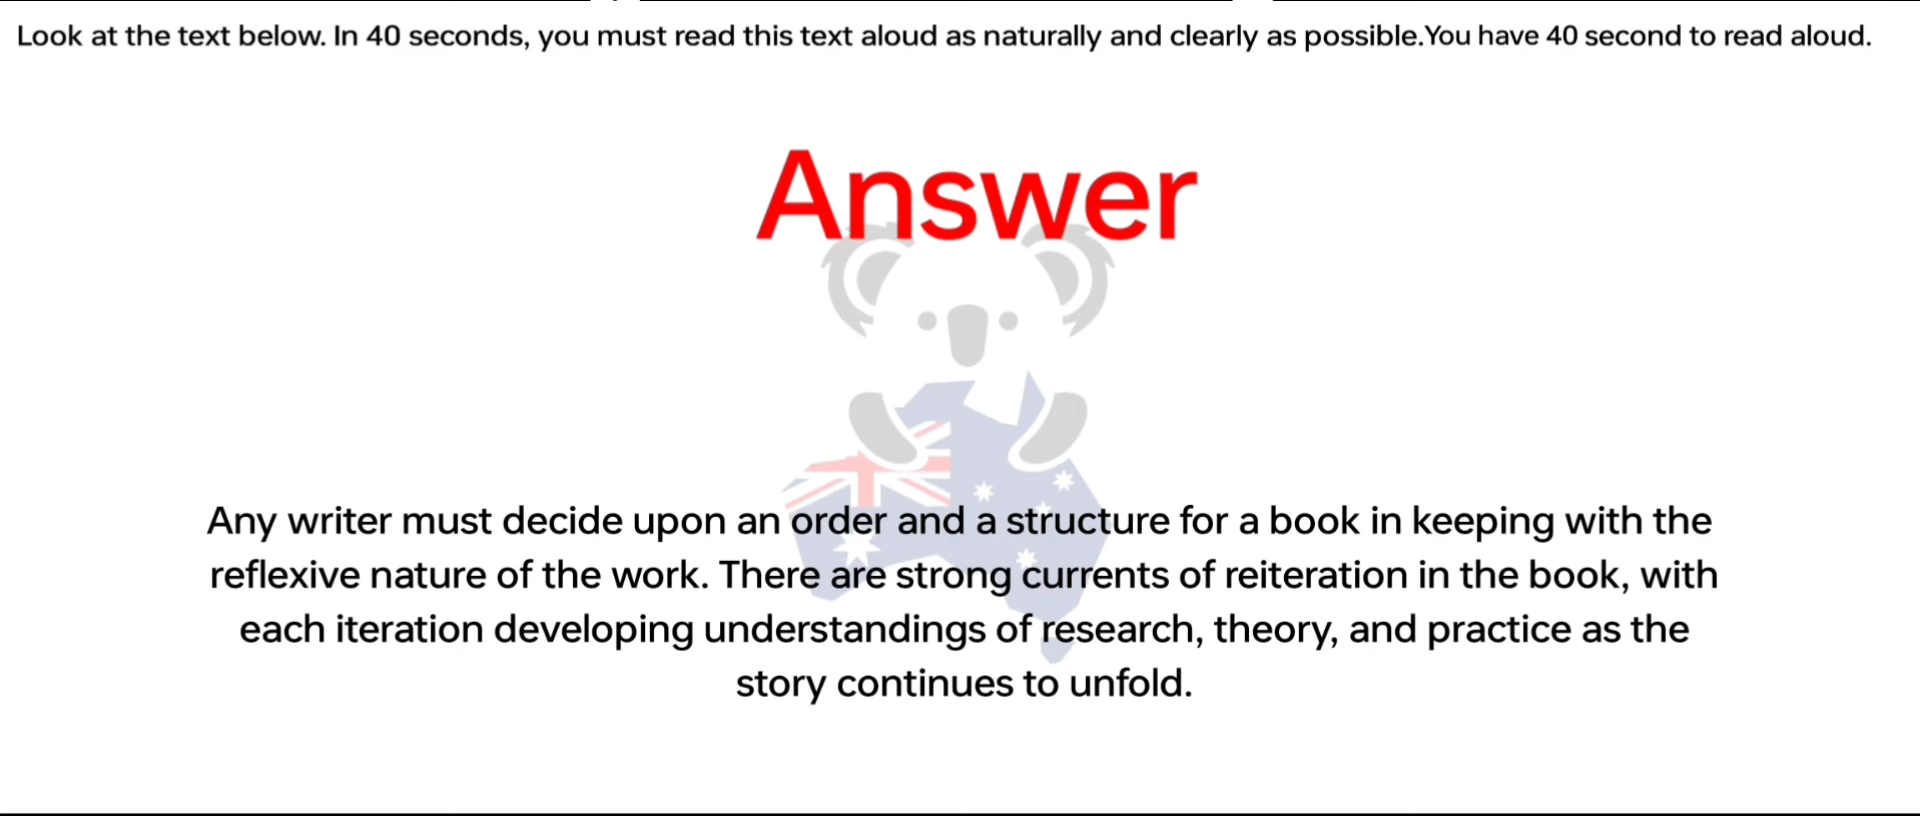 Look at the text below. In 40 seconds, you must read this text aloud as naturally and clearly as possible.You have 40 second to read aloud.
Answer
Any writer must decide upon an order and a structure for a book in keeping with the
reflexive nature of the work. There are strong currents of reiteration in the book, with
each iteration developing understandings of research, theory, and practice as the
story continues to unfold.